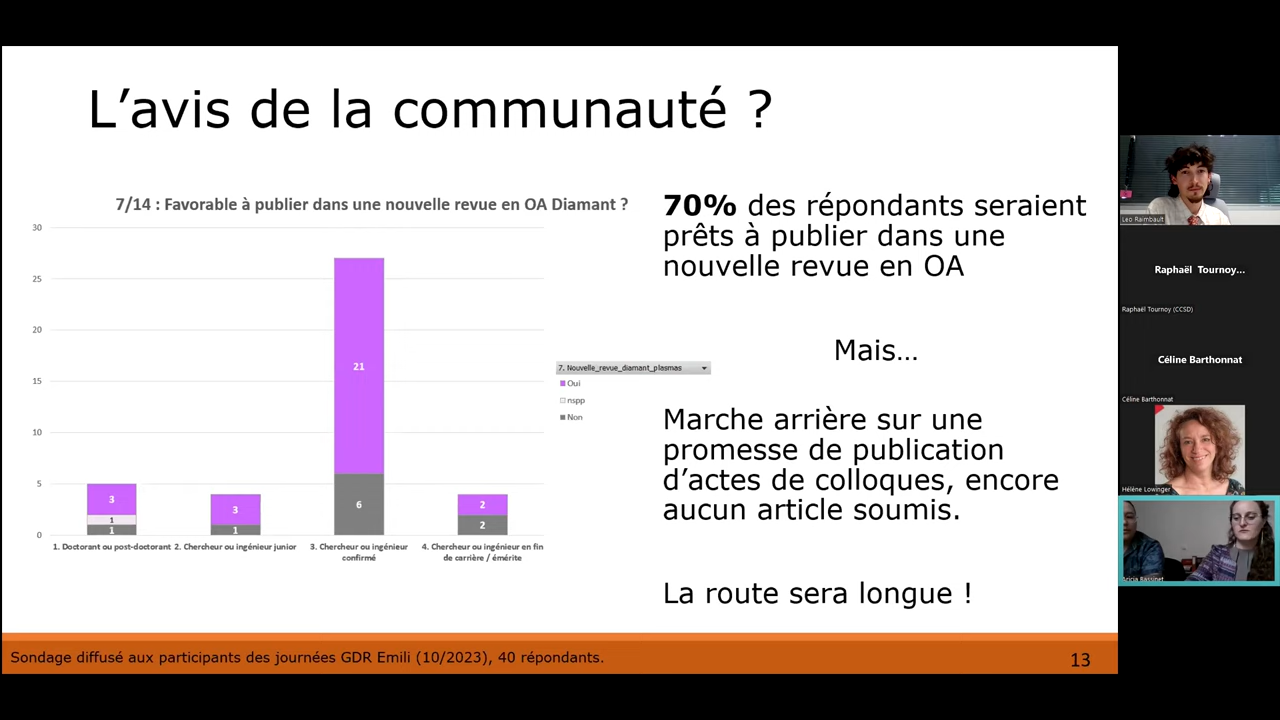 L’avis de la communauté ?
7/14 : Favorable à publier dans une nouvelle revue en OA Diamant ?
30
25
20
15
10
5
0
3
1
1
3
1
21
6
2
2
1. Doctorant ou post-doctorant
2. Chercheur ou ingénieur junior
3. Chercheur ou ingénieur
confirmé
4. Chercheur ou ingénieur en fin
de carrière / émérite
7. Nouvelle_revue_diamant_plasmas
Oui
nspp
Non
70% des répondants seraient
prêts à publier dans une
nouvelle revue en OA
Mais…
Marche arrière sur une
promesse de publication
d’actes de colloques, encore
aucun article soumis.
La route sera longue !
Sondage diffusé aux participants des journées GDR Emili (10/2023), 40 répondants.
13
Leo Raimbault
Raphaël Tournoy...
Raphaël Tournoy (CCSD)
Céline Barthonnat
Céline Barthonnat
Hélène Lowinger
Aricia Bassinet